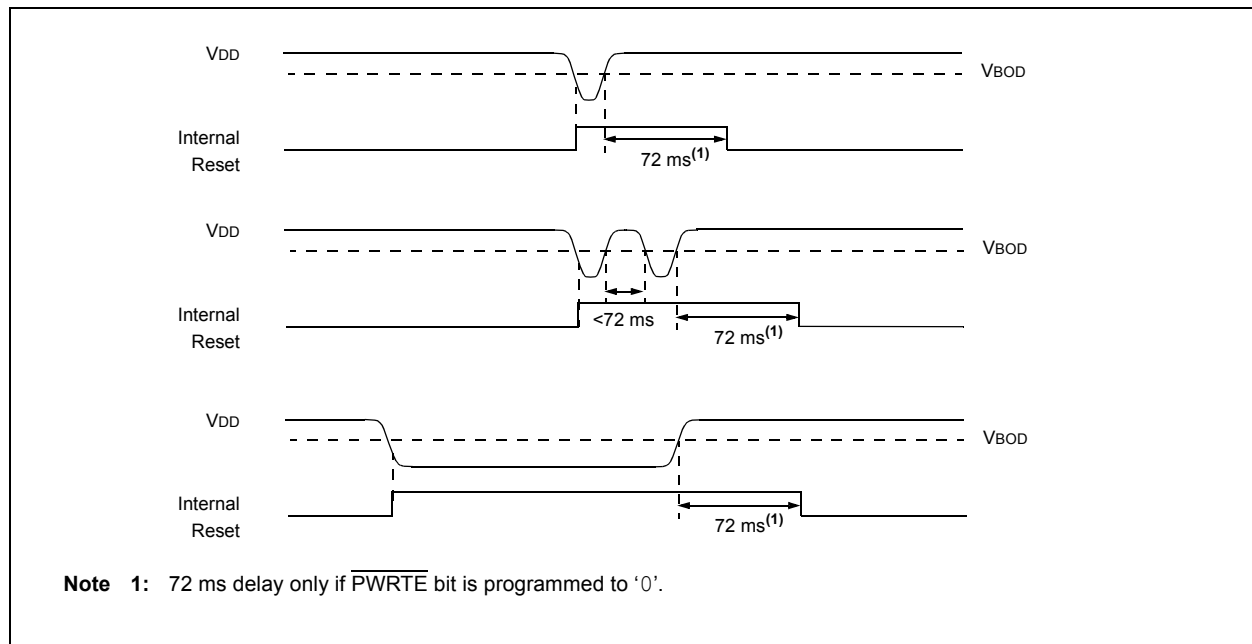 VDD
VBOD
Internal
Reset
72 ms(1)
VDD
VBOD
Internal
Reset
<72 ms
72 ms(1)
VDD
VBOD
Internal
Reset
72 ms(1)
Note 1: 72 ms delay only if PWRTE bit is programmed to ‘0’.